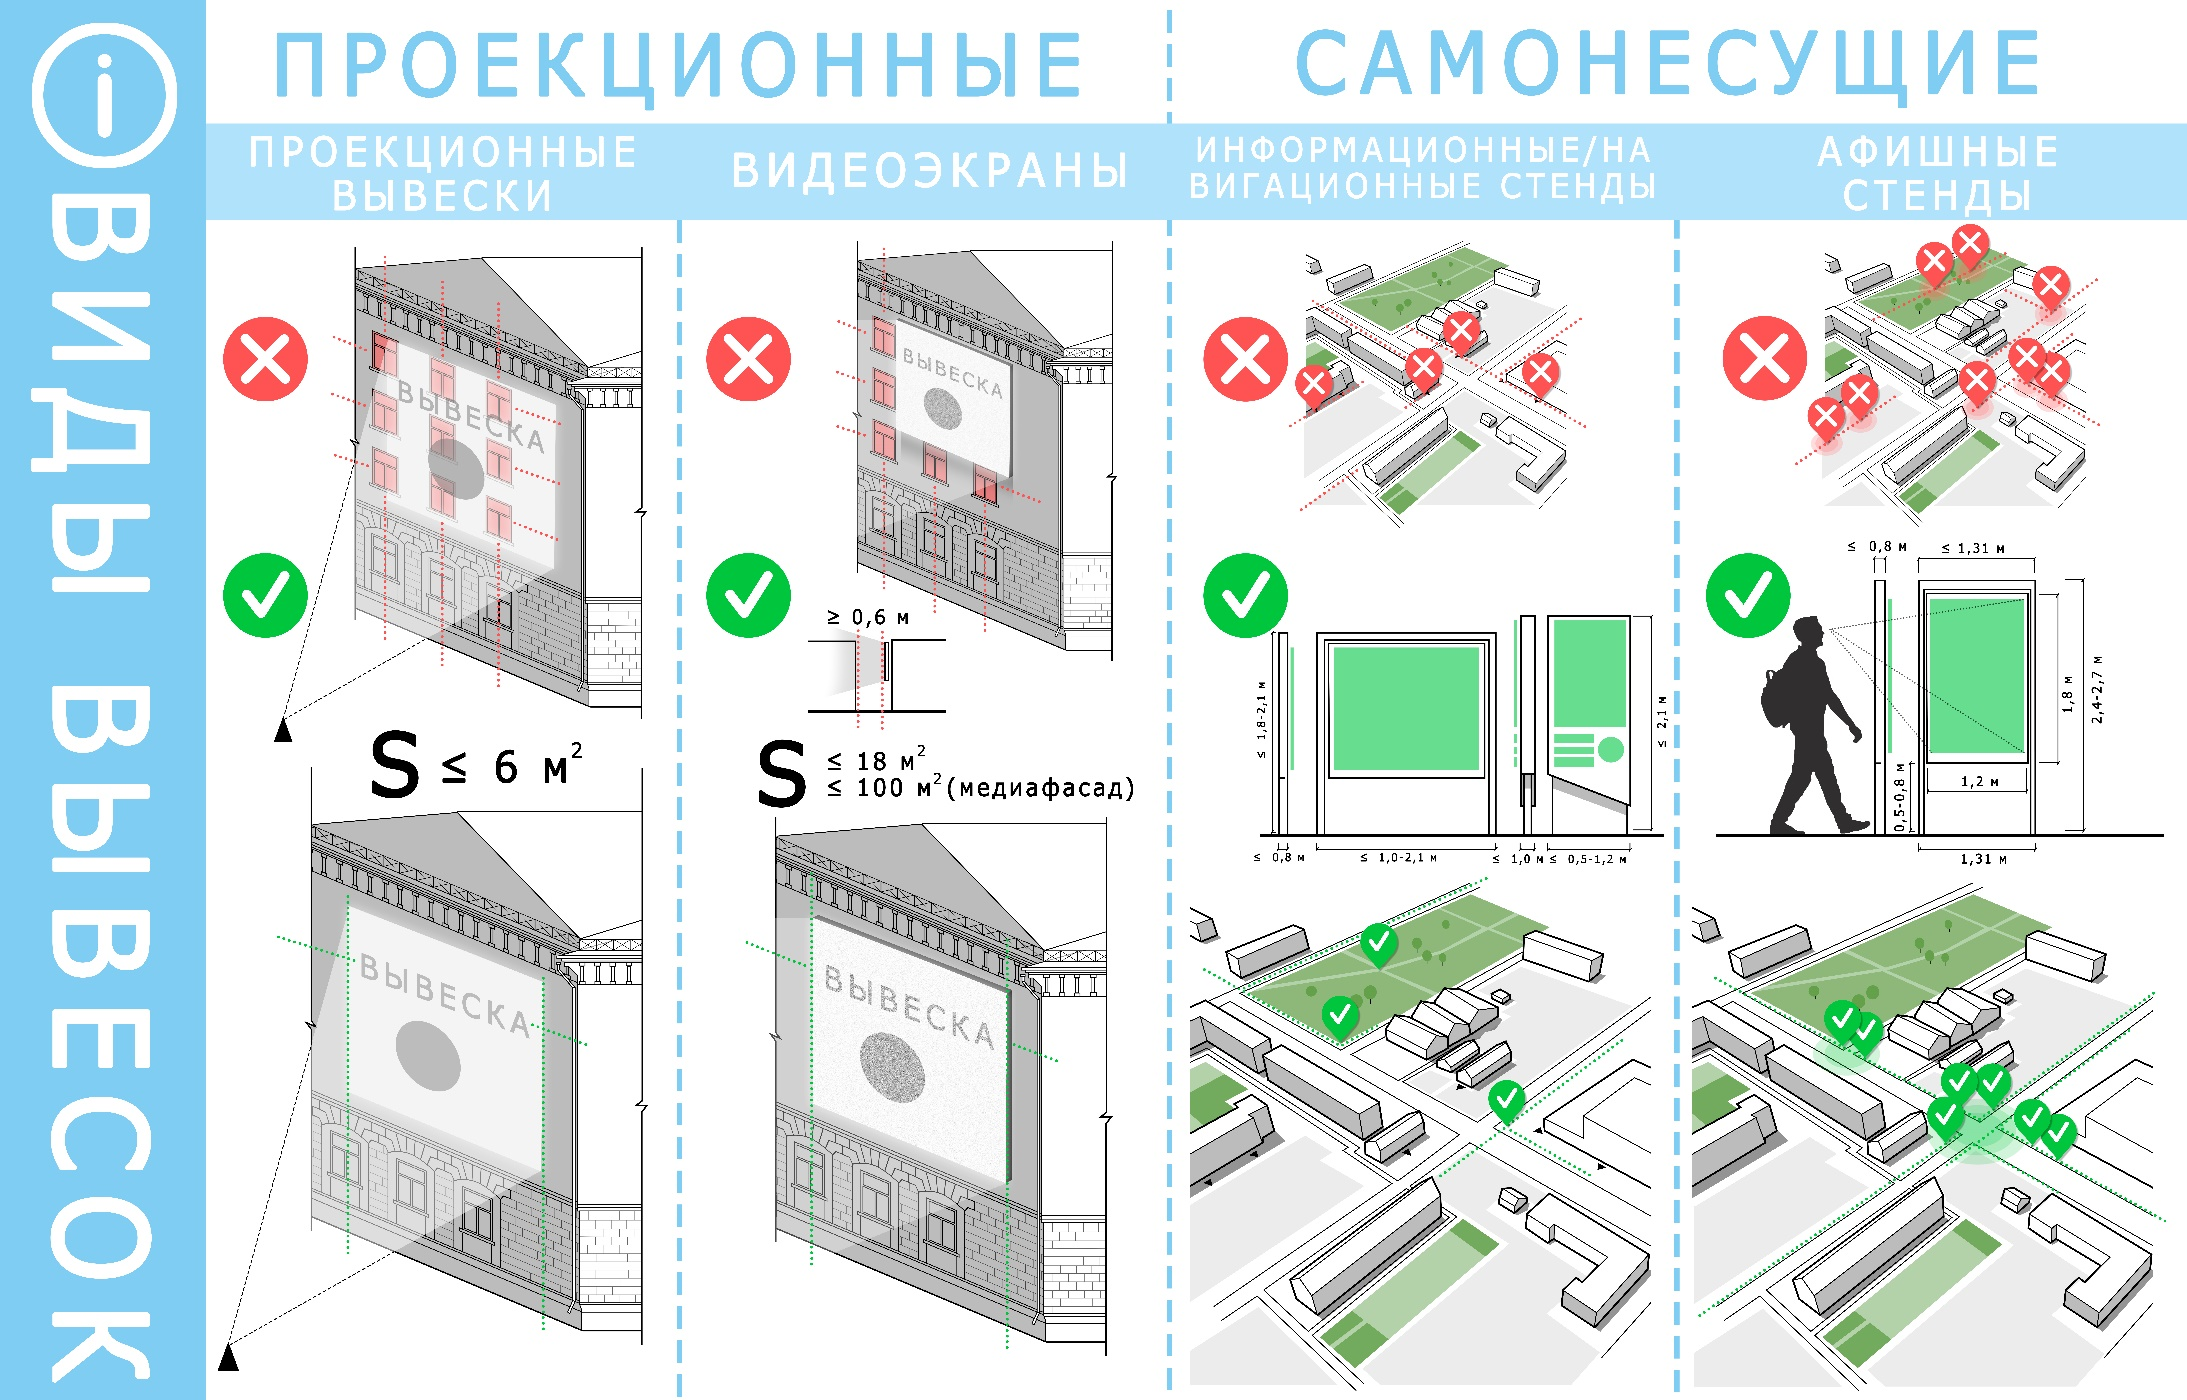 i ВИДЫ ВЫВЕСОК
ПРОЕКЦИОННЫЕ
САМОНЕСУЩИЕ
ПРОЕКЦИОННЫЕ
ВЫВЕСКИ
ВИДЕОЭКРАНЫ
ИНФОРМАЦИОННЫЕ/НА
ВИГАЦИОННЫЕ СТЕНДЫ
АФИШНЫЕ
СТЕНДЫ
ВЫВЕСКА
S ≤ 6 м²
ВЫВЕСКА
ВЫВЕСКА
≥ 0,6 м
S ≤ 18 м²
≤ 100 м² (медиафасад)
ВЫВЕСКА
≤ 1,8-2,1 м
≤ 2,1 м
≤ 0,8 м
≤ 1,0-2,1 м
≤ 1,0 м
≤ 0,5-1,2 м
≤ 0,8 м
≤ 1,31 м
1,8 м
2,4-2,7 м
0,5-0,8 м
1,2 м
1,31 м